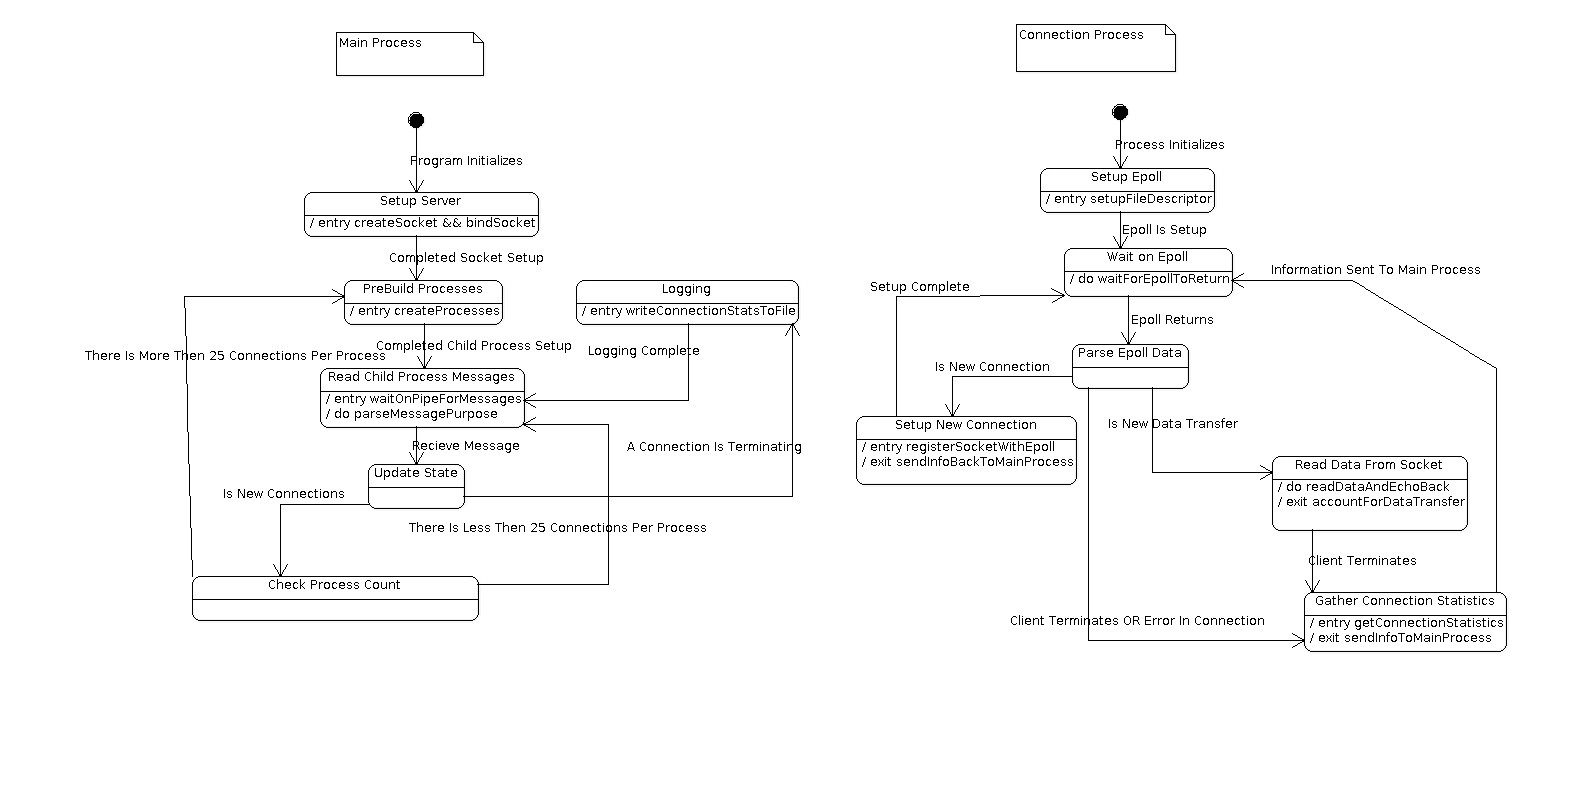 Main Process
Program Initializes
Setup Server
/ entry createSocket && bindSocket
Completed Socket Setup
PreBuild Processes
/ entry createProcesses
Logging
/ entry writeConnectionStatsToFile
Completed Child Process Setup
Logging Complete
There Is More Then 25 Connections Per Process
Read Child Process Messages
/ entry waitOnPipeForMessages
/ do parseMessagePurpose
Recieve Message
A Connection Is Terminating
Update State
Is New Connections
There Is Less Then 25 Connections Per Process
Check Process Count
Connection Process
Process Initializes
Setup Epoll
/ entry setupFileDescriptor
Epoll Is Setup
Wait on Epoll
/ do waitForEpollToReturn
Information Sent To Main Process
Setup Complete
Epoll Returns
Parse Epoll Data
Is New Connection
Setup New Connection
/ entry registerSocketWithEpoll
/ exit sendInfoBackToMainProcess
Is New Data Transfer
Read Data From Socket
/ do readDataAndEchoBack
/ exit accountForDataTransfer
Client Terminates
Gather Connection Statistics
/ entry getConnectionStatistics
/ exit sendInfoToMainProcess
Client Terminates OR Error In Connection